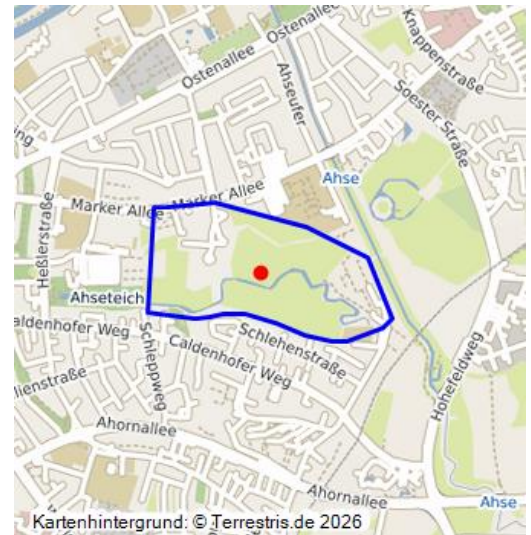 Ostenallee
Knappenstraße
Ostenallee
Ahseufer
Soester Straße
Ahse
Marker Allee
Marker Allee
Heßlerstraße
Ahseteich
Caldenhofer Weg
Schleppweg
Schlehenstraße
Caldenhofer Weg
Hohefeldweg
Ahornallee
Ahornallee
Ahse
Kartenhintergrund: © Terrestris.de 2026